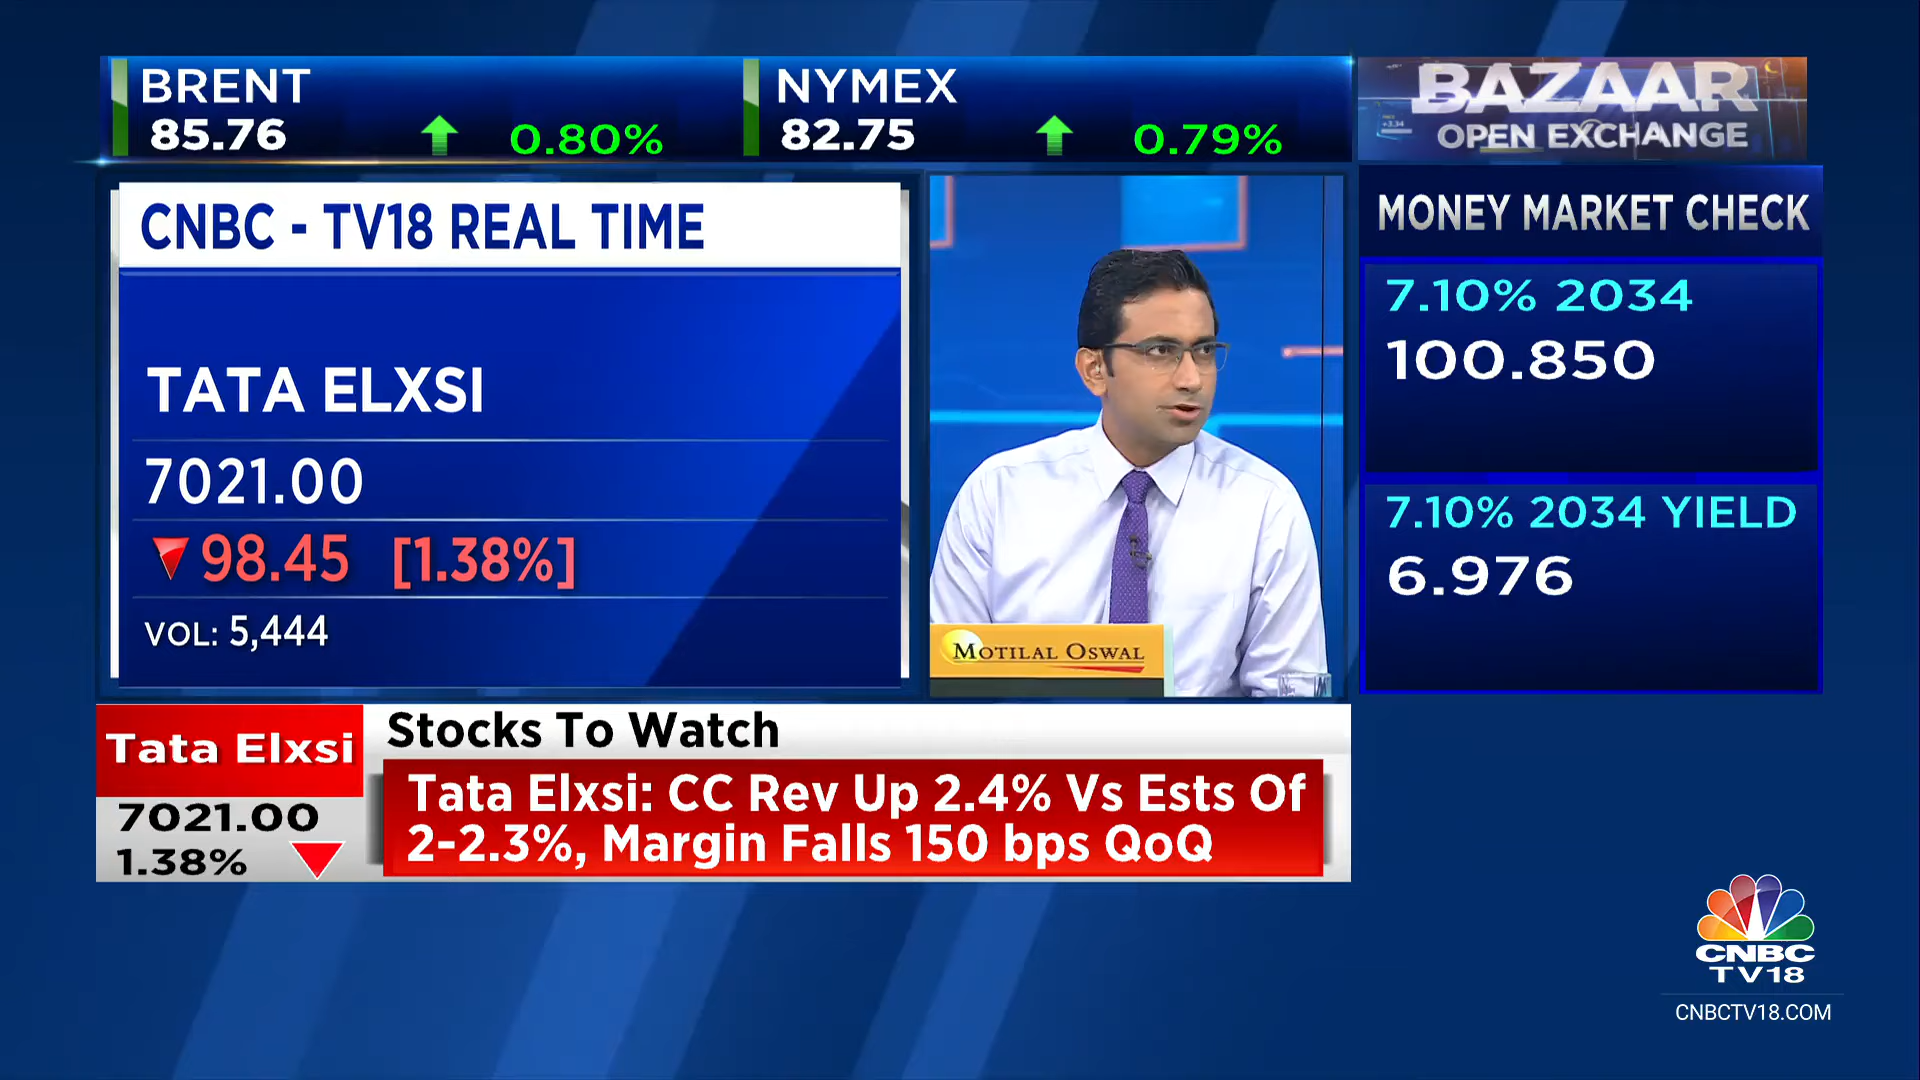 BRENT
85.76
0.80%
NYMEX
82.75
0.79%
BAZAAR
OPEN EXCHANGE
CNBC - TV18 REAL TIME
TATA ELXSI
7021.00
98.45 [1.38%]
VOL: 5,444
MOTILAL OSWAL
MONEY MARKET CHECK
7.10% 2034
100.850
7.10% 2034 YIELD
6.976
Tata Elxsi
7021.00
1.38%
Stocks To Watch
Tata Elxsi: CC Rev Up 2.4% Vs Ests Of
2-2.3%, Margin Falls 150 bps QoQ
CNBC
TV18
CNBCTV18.COM